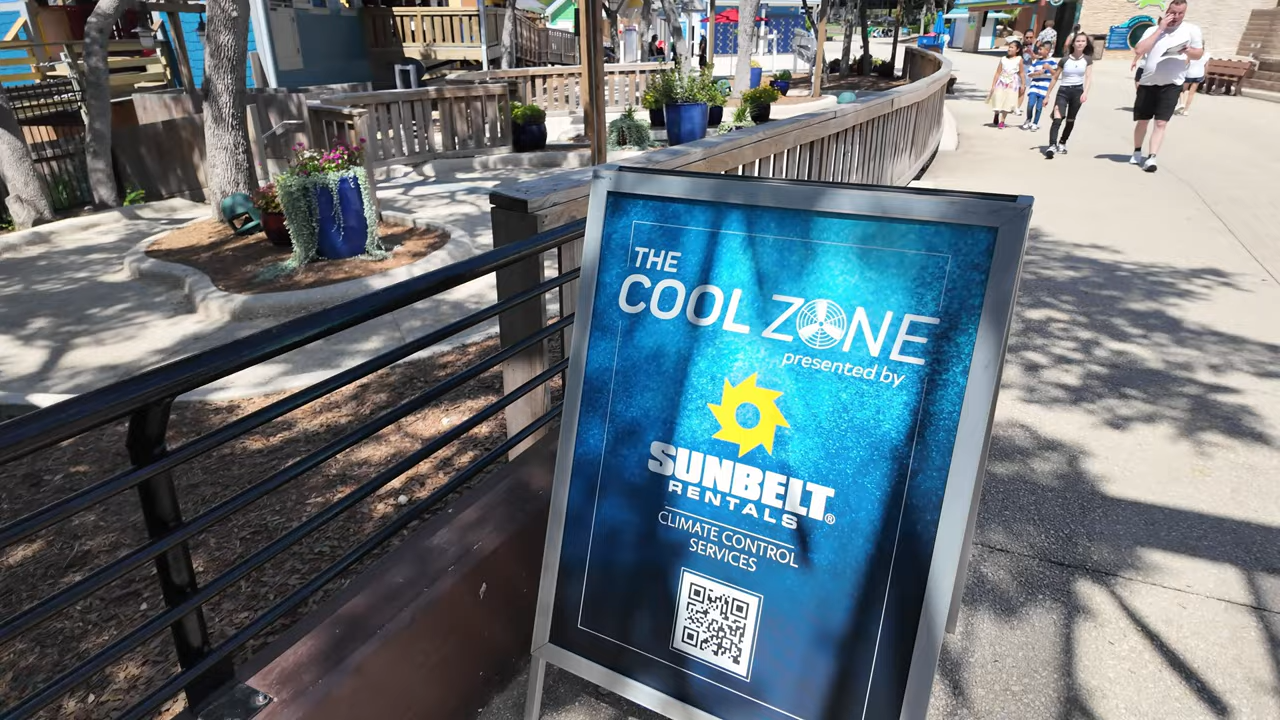 THE
COOL ZONE
presented by
SUNBELT
RENTALS®
CLIMATE CONTROL
SERVICES